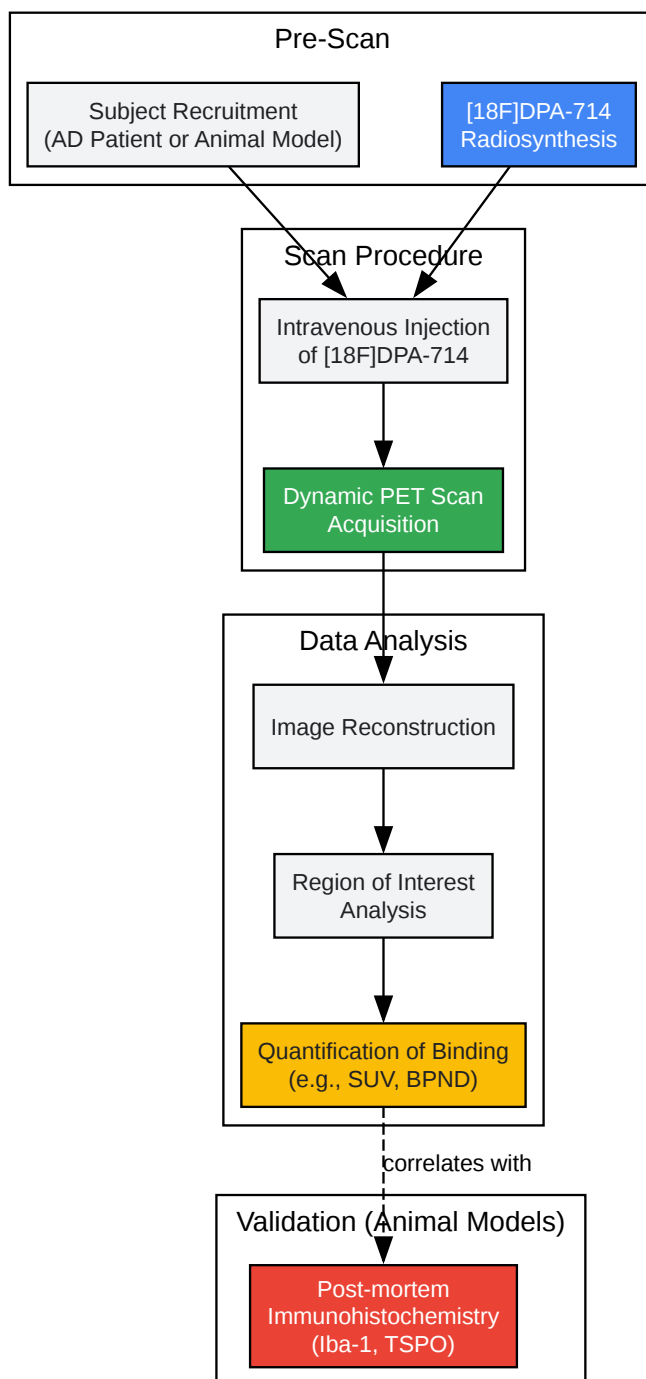 Pre-Scan
Subject Recruitment
(AD Patient or Animal Model)
[18F]DPA-714
Radiosynthesis
Scan Procedure
Intravenous Injection
of [18F]DPA-714
Dynamic PET Scan
Acquisition
Data Analysis
Image Reconstruction
Region of Interest
Analysis
Quantification of Binding
(e.g., SUV, BPND)
correlates with
Validation (Animal Models)
Post-mortem
Immunohistochemistry
(Iba-1, TSPO)